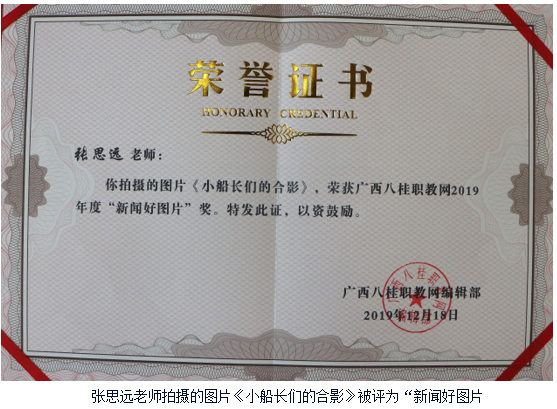 荣誉证书
HONORARY CREDENTIAL
张思远 老师：
你拍摄的图片《小船长们的合影》，荣获广西八桂职教网2019
年度“新闻好图片”奖。特发此证，以资鼓励。
广西八桂职教网编辑部
2019年12月18日
张思远老师拍摄的图片《小船长们的合影》被评为“新闻好图片